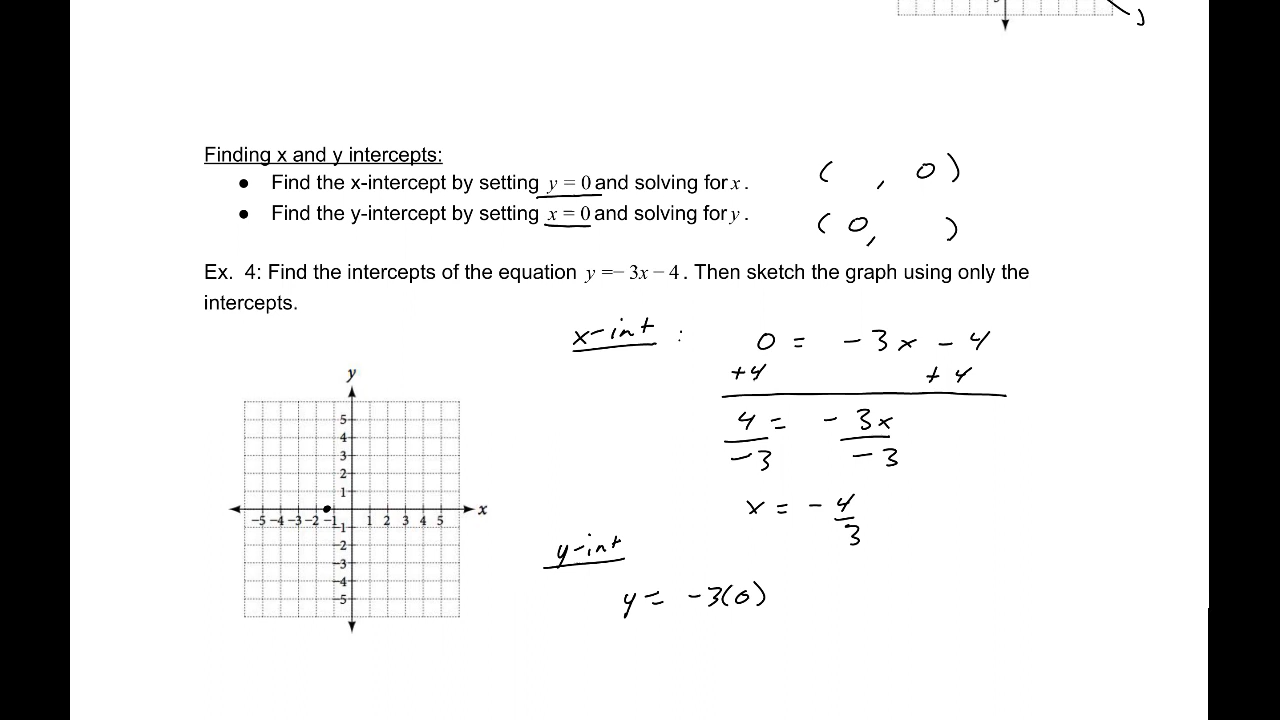 Finding x and y intercepts:
● Find the x-intercept by setting y = 0 and solving for x.
( , 0)
● Find the y-intercept by setting x = 0 and solving for y.
(0, )
Ex. 4: Find the intercepts of the equation y =− 3x − 4. Then sketch the graph using only the
intercepts.
x-int :
0 = -3x - 4
+4 +4
4 = -3x
-3 -3
x = -4/3
y-int
y = -3(0)
y
5
4
3
2
1
−5 −4 −3 −2 −1 1 2 3 4 5 x
−1
−2
−3
−4
−5